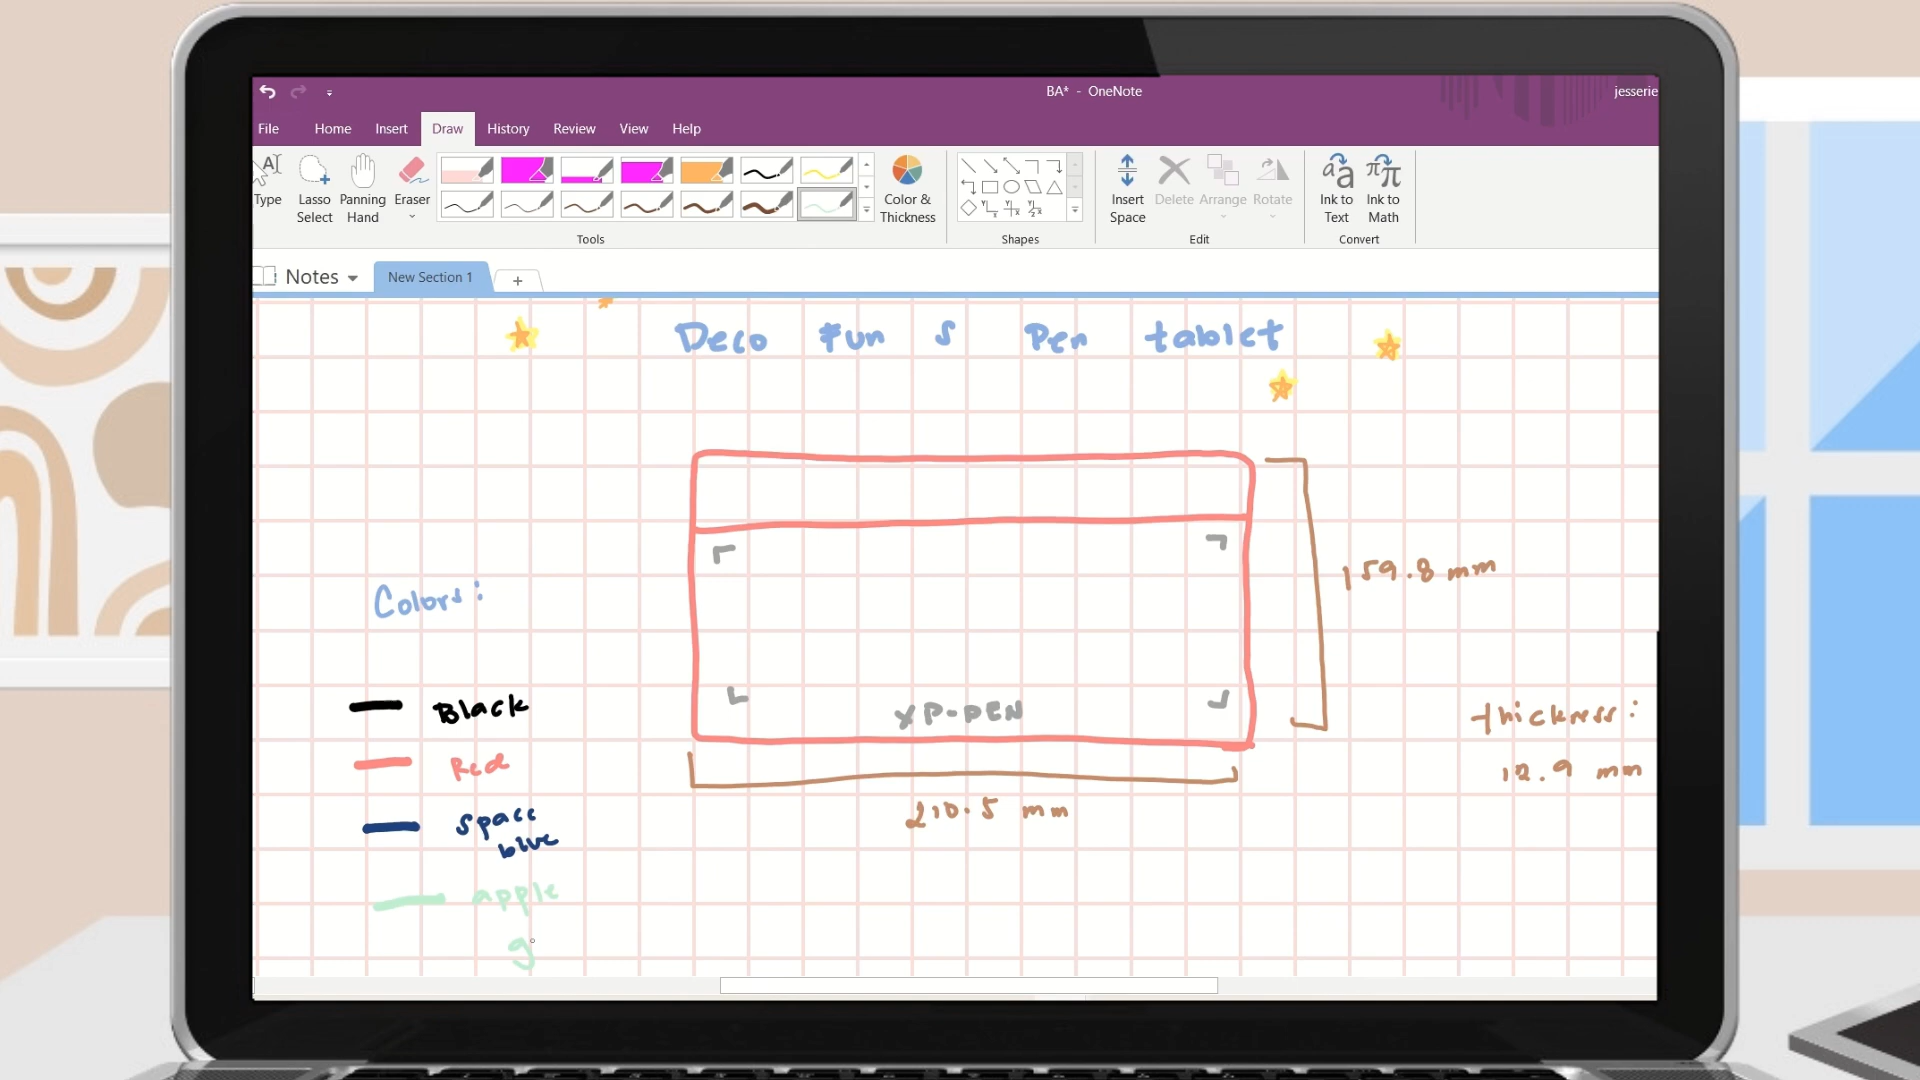 BA* - OneNote
jesserie
File Home Insert Draw History Review View Help
Type
Lasso Select
Panning Hand
Eraser
Color & Thickness
Insert Space
Delete
Arrange
Rotate
Ink to Text
Ink to Math
Tools
Shapes
Edit
Convert
Notes
New Section 1
Deco fun S Pen tablet
159.8 mm
Colors:
XP-PEN
Black
Red
Space
blue
apple
g
210.5 mm
thickness:
12.9 mm